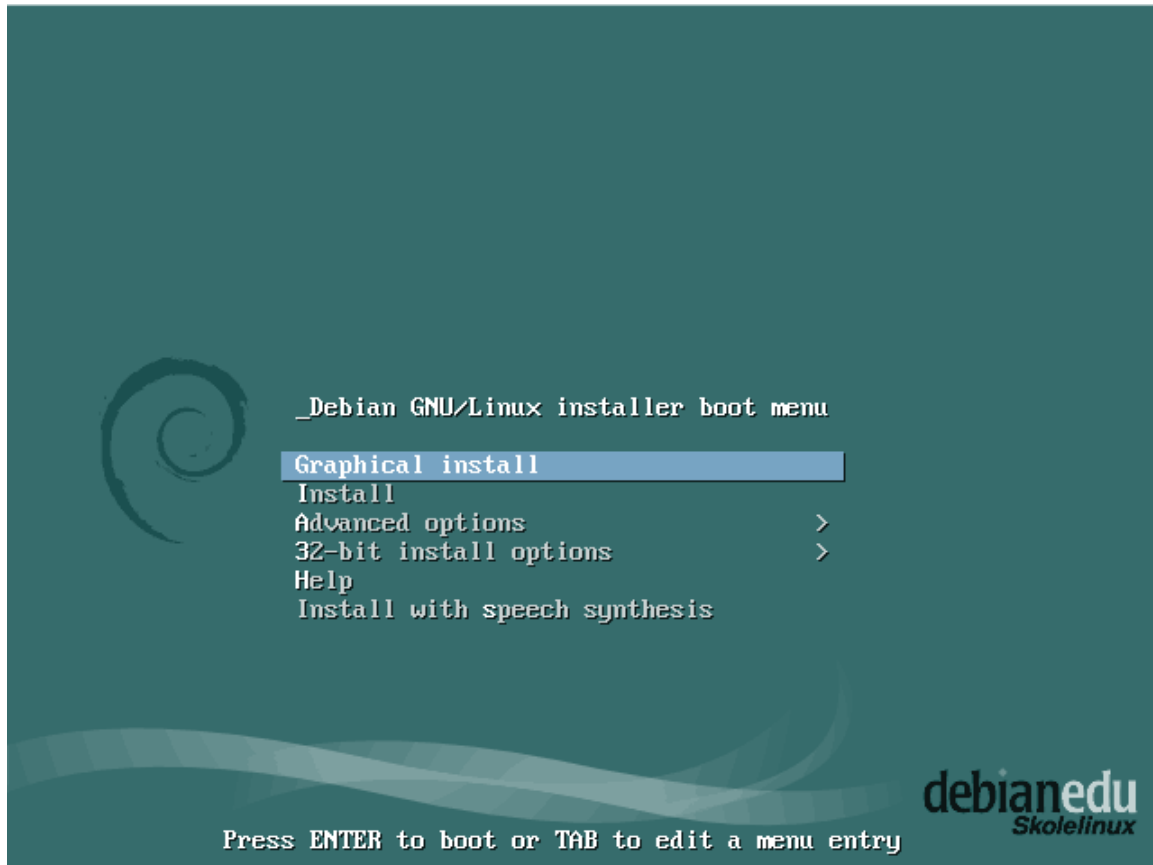 _Debian GNU/Linux installer boot menu
Graphical install
Install
Advanced options >
32-bit install options >
Help
Install with speech synthesis
debianedu
Skolelinux
Press ENTER to boot or TAB to edit a menu entry